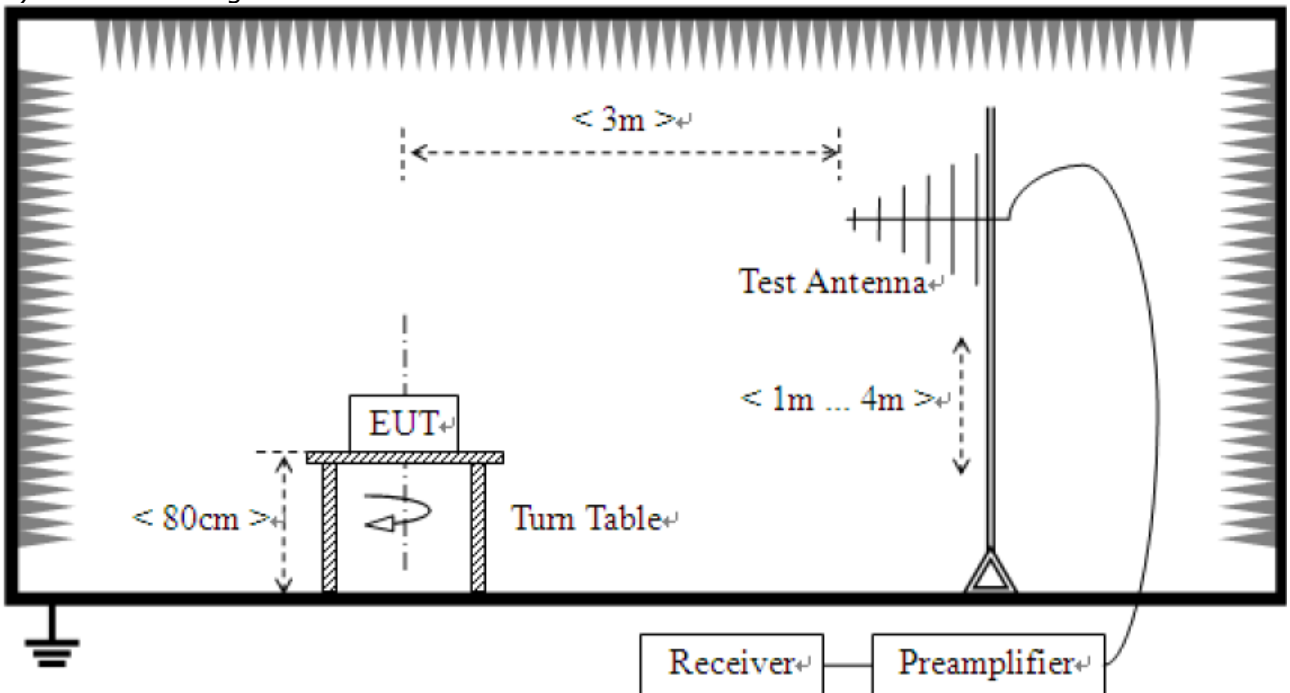 < 3m >↵
Test Antenna↵
< 1m ... 4m >↵
EUT↵
< 80cm >↵
Turn Table↵
Receiver↵
Preamplifier↵